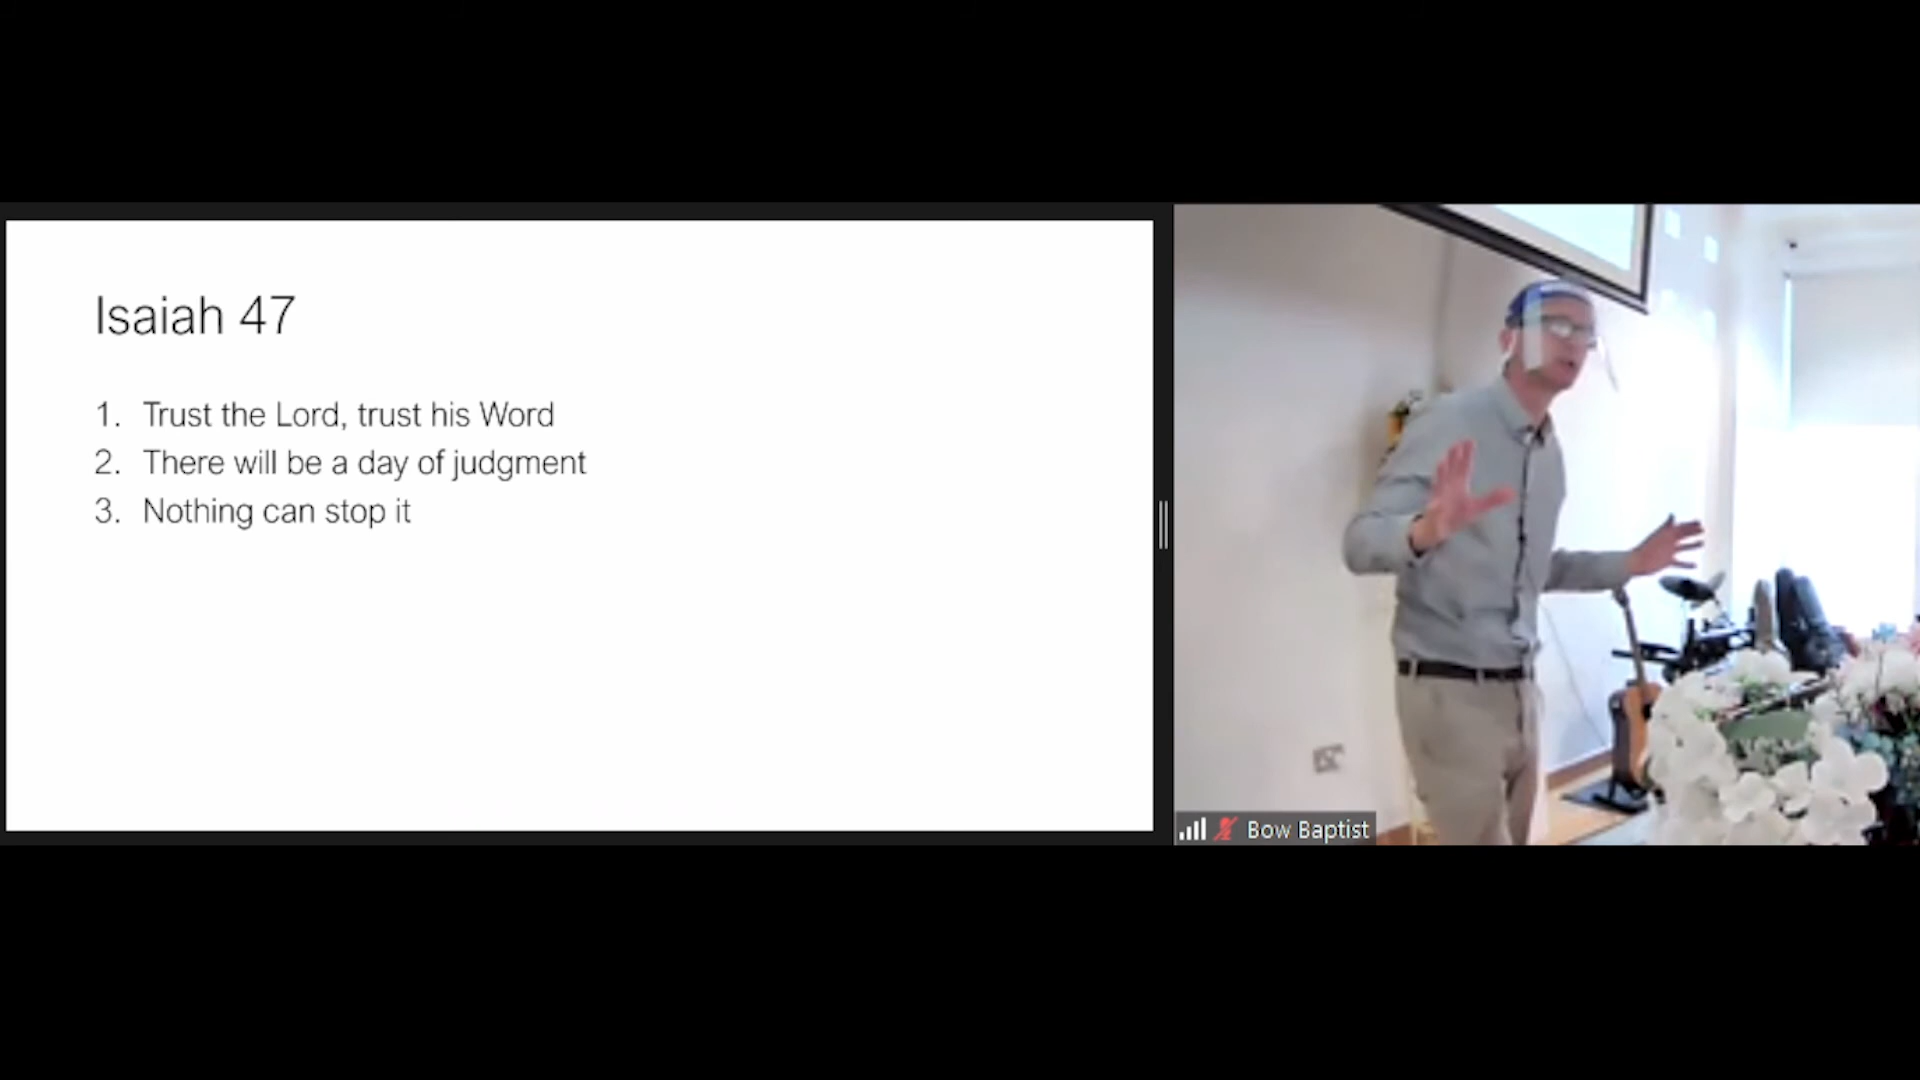 Isaiah 47
1. Trust the Lord, trust his Word
2. There will be a day of judgment
3. Nothing can stop it
Bow Baptist